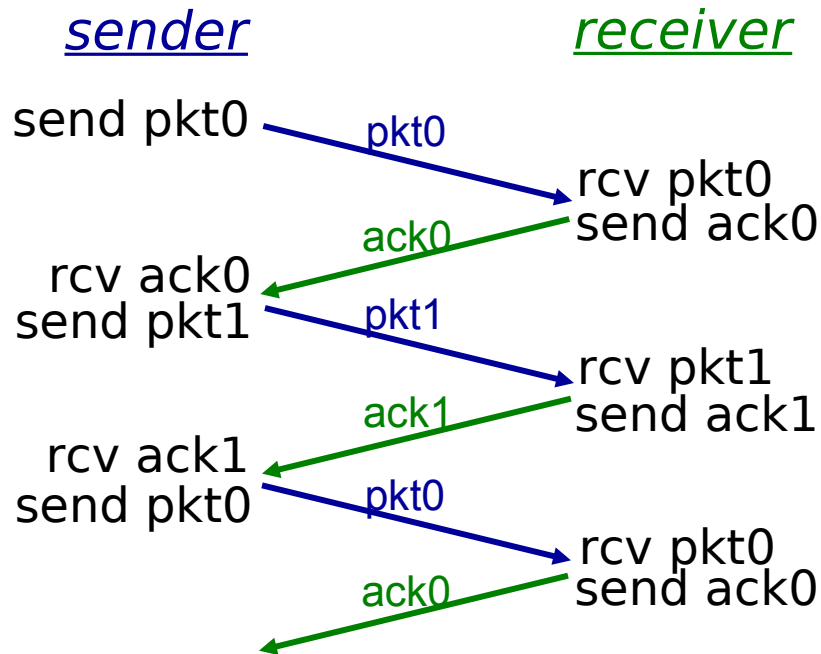 sender
receiver
send pkt0
pkt0
rcv pkt0
send ack0
ack0
rcv ack0
send pkt1
pkt1
rcv pkt1
send ack1
ack1
rcv ack1
send pkt0
pkt0
rcv pkt0
send ack0
ack0